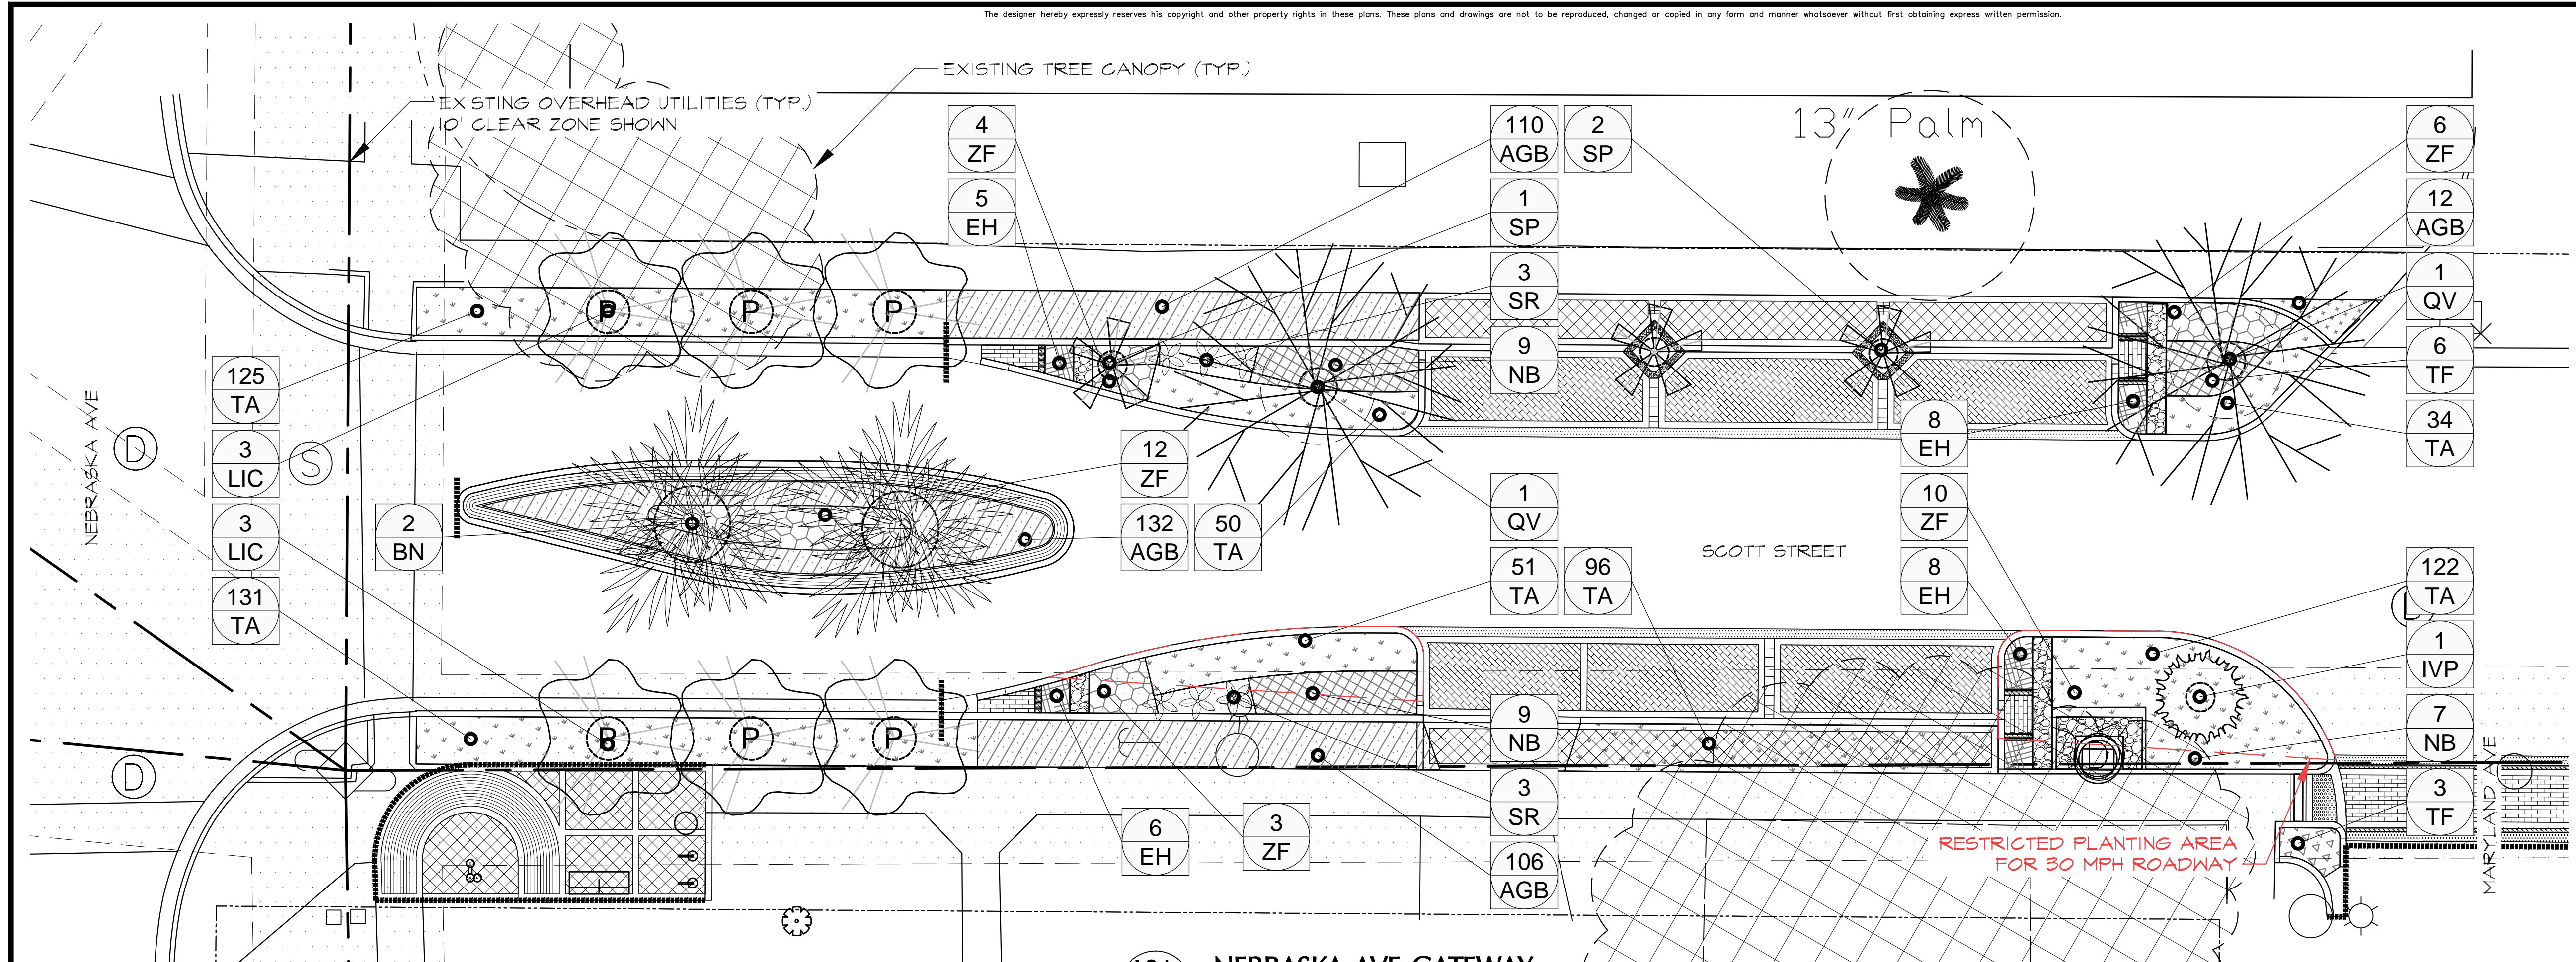 The designer hereby expressly reserves his copyright and other property rights in these plans. These plans and drawings are not to be reproduced, changed or copied in any form and manner whatsoever without first obtaining express written permission.
EXISTING TREE CANOPY (TYP.)
EXISTING OVERHEAD UTILITIES (TYP.)
10' CLEAR ZONE SHOWN
4
ZF
5
EH
110
AGB
2
SP
1
SP
3
SR
9
NB
13" Palm
6
ZF
12
AGB
1
QV
6
TF
34
TA
P
P
P
125
TA
3
LIC
3
LIC
131
TA
NEBRASKA AVE
D
S
D
2
BN
12
ZF
132
AGB
50
TA
1
QV
51
TA
96
TA
8
EH
10
ZF
8
EH
SCOTT STREET
122
TA
1
IVP
7
NB
3
TF
P
P
P
9
NB
3
SR
106
AGB
6
EH
3
ZF
D
RESTRICTED PLANTING AREA
FOR 30 MPH ROADWAY
MARYLAND AVE
NEBRASKA AVE GATEWAY